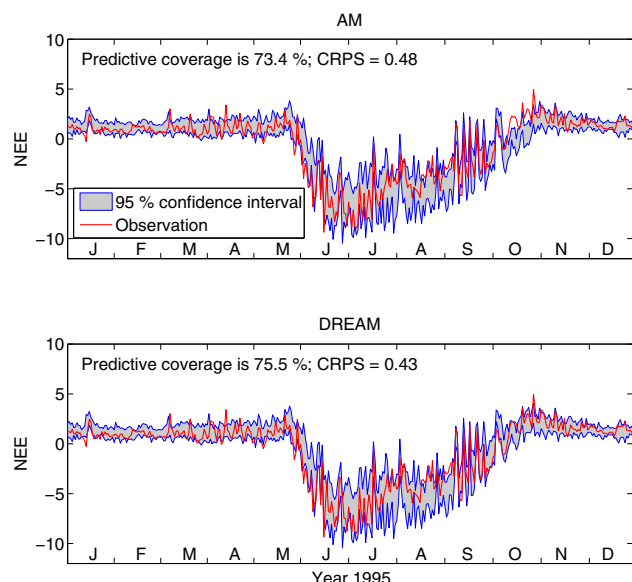 AM
10
Predictive coverage is 73.4 %; CRPS = 0.48
5
0
NEE
−5
95 % confidence interval
Observation
−10
J F M A M J J A S O N D
DREAM
10
Predictive coverage is 75.5 %; CRPS = 0.43
5
0
NEE
−5
−10
J F M A M J J A S O N D
Year 1995